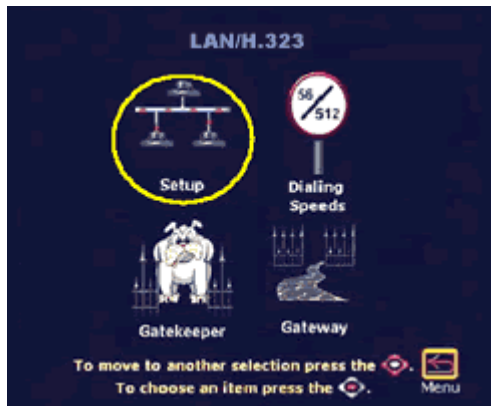 LAN/H.323
56/512
Setup
Dialing
Speeds
Gatekeeper
Gateway
To move to another selection press the .
To choose an item press the .
Menu